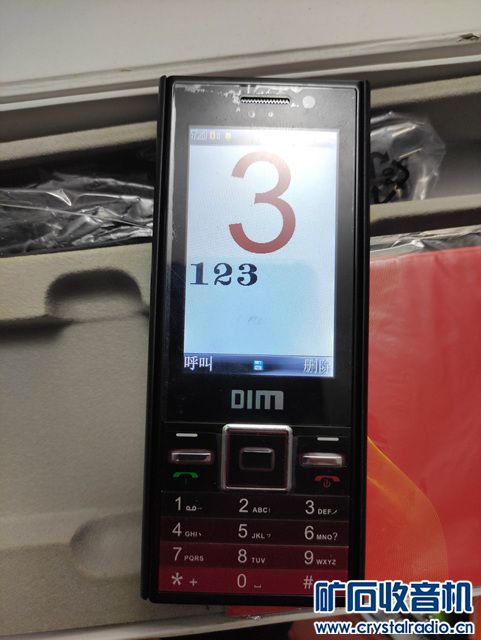 3
123
呼叫 删除
DIM
1 2 ABC 3 DEF
4 GHI 5 JKL 6 MNO?
7 PQRS 8 TUV 9 WXYZ
* + 0 #
矿石收音机
www.crystalradio.cn